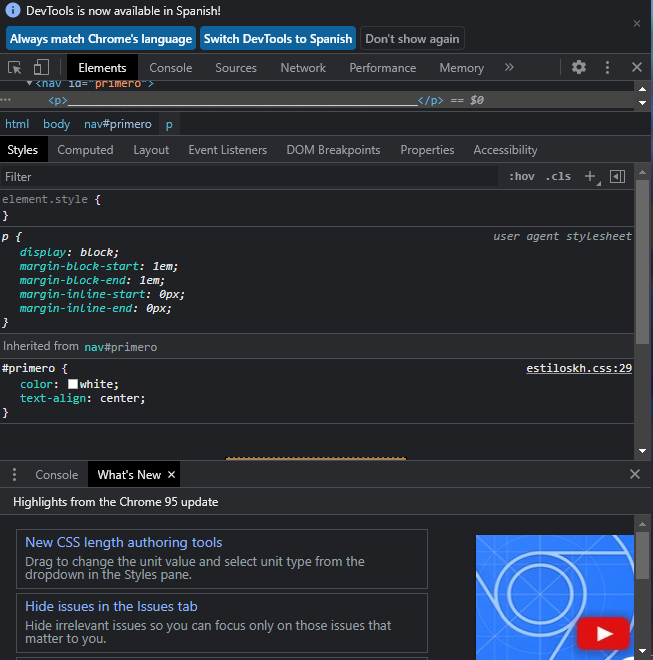 DevTools is now available in Spanish!
Always match Chrome's language Switch DevTools to Spanish Don't show again
Elements Console Sources Network Performance Memory
<nav id="primero">
<p>__________________________________________________</p> == $0
html body nav#primero p
Styles Computed Layout Event Listeners DOM Breakpoints Properties Accessibility
Filter :hov .cls
element.style {
}
p { user agent stylesheet
display: block;
margin-block-start: 1em;
margin-block-end: 1em;
margin-inline-start: 0px;
margin-inline-end: 0px;
}
Inherited from nav#primero
#primero { estiloskh.css:29
color: white;
text-align: center;
}
Console What's New
Highlights from the Chrome 95 update
New CSS length authoring tools
Drag to change the unit value and select unit type from the
dropdown in the Styles pane.
Hide issues in the Issues tab
Hide irrelevant issues so you can focus only on those issues that
matter to you.